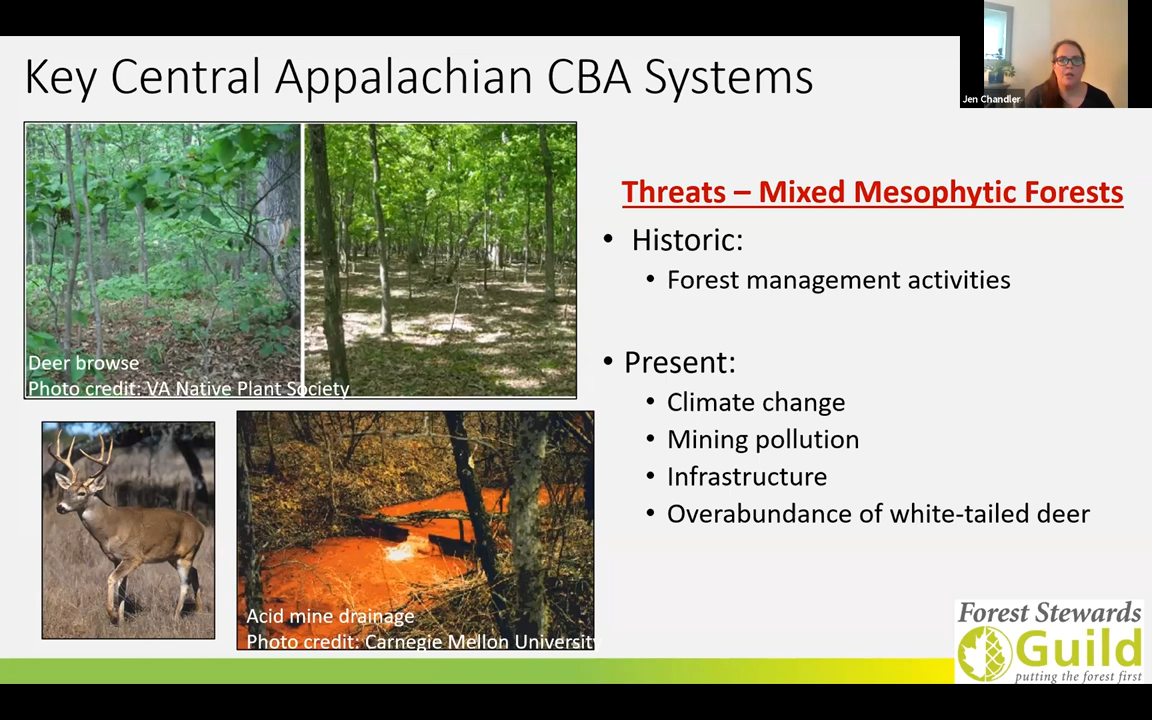 Key Central Appalachian CBA Systems
Jen Chandler
Deer browse
Photo credit: VA Native Plant Society
Acid mine drainage
Photo credit: Carnegie Mellon University
Threats – Mixed Mesophytic Forests
• Historic:
• Forest management activities
• Present:
• Climate change
• Mining pollution
• Infrastructure
• Overabundance of white-tailed deer
Forest Stewards
Guild
putting the forest first